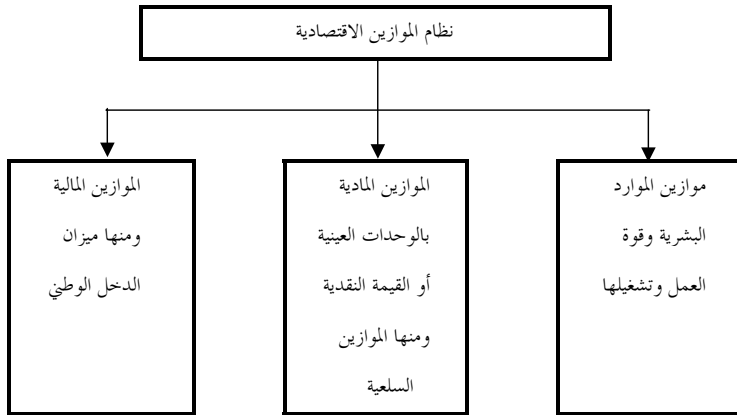 نظام الموازين الاقتصادية
موازين الموارد
البشرية وقوة
العمل وتشغيلها
الموازين المادية
بالوحدات العينية
أو القيمة النقدية
ومنها الموازين
السلعية
الموازين المالية
ومنها ميزان
الدخل الوطني